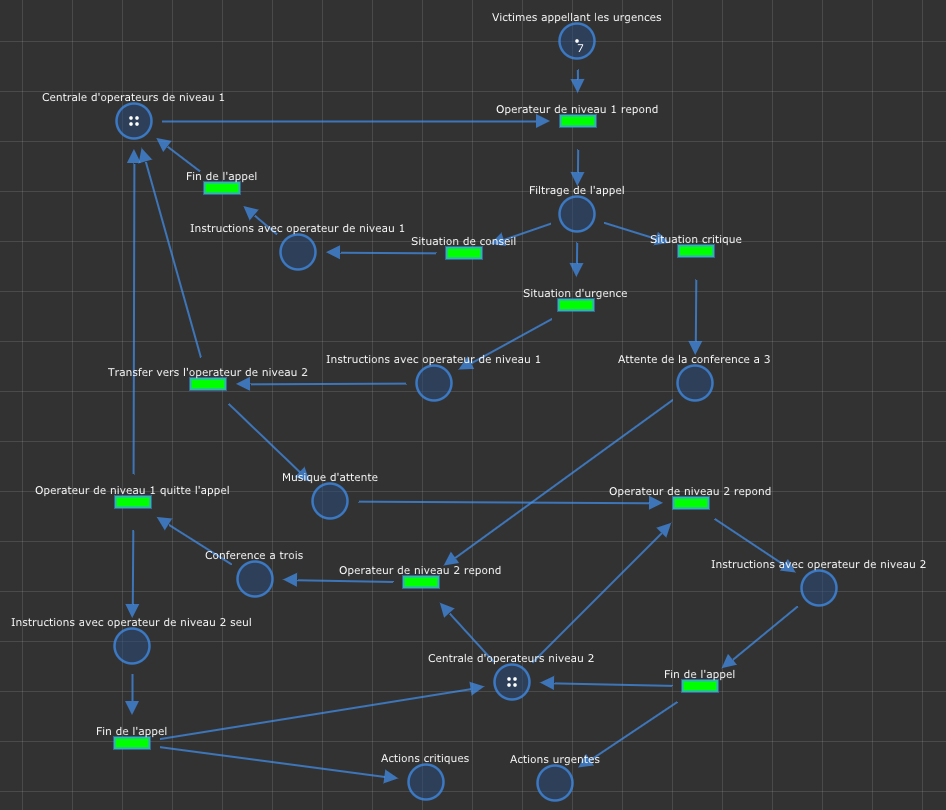 Victimes appellant les urgences
7
Centrale d'operateurs de niveau 1
Operateur de niveau 1 repond
Fin de l'appel
Filtrage de l'appel
Instructions avec operateur de niveau 1
Situation de conseil
Situation critique
Situation d'urgence
Instructions avec operateur de niveau 1
Attente de la conference a 3
Transfer vers l'operateur de niveau 2
Musique d'attente
Operateur de niveau 1 quitte l'appel
Operateur de niveau 2 repond
Conference a trois
Operateur de niveau 2 repond
Instructions avec operateur de niveau 2
Instructions avec operateur de niveau 2 seul
Centrale d'operateurs niveau 2
Fin de l'appel
Fin de l'appel
Actions critiques
Actions urgentes